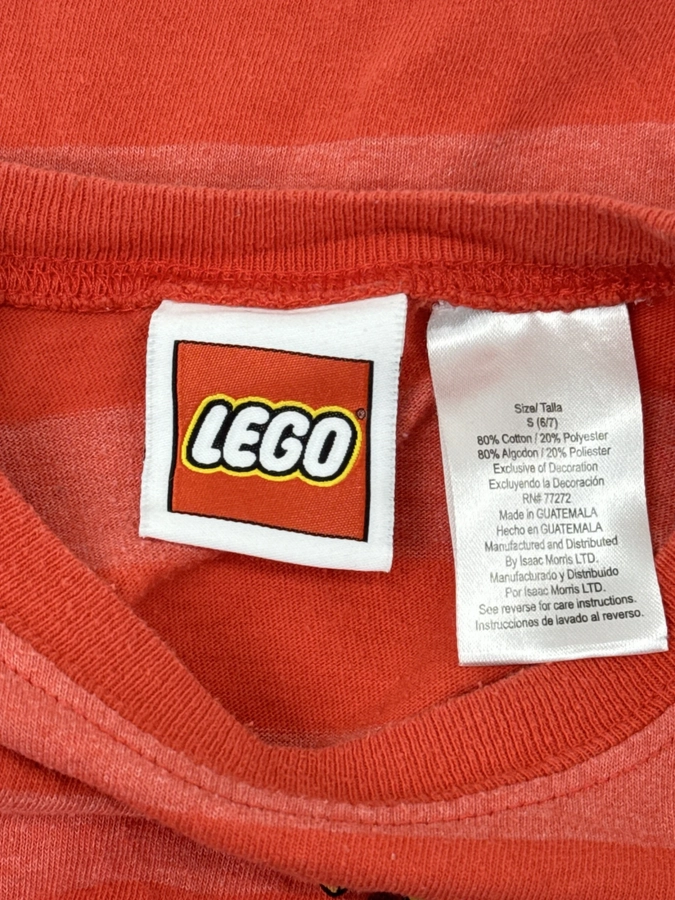 LEGO®
Size/ Talla
S (6/7)
80% Cotton / 20% Polyester
80% Algodon / 20% Poliester
Exclusive of Decoration
Excluyendo la Decoración
RN# 77272
Made in GUATEMALA
Hecho en GUATEMALA
Manufactured and Distributed
By Isaac Morris LTD.
Manufacturado y Distribuido
Por Isaac Morris LTD.
See reverse for care instructions.
Instrucciones de lavado al reverso.